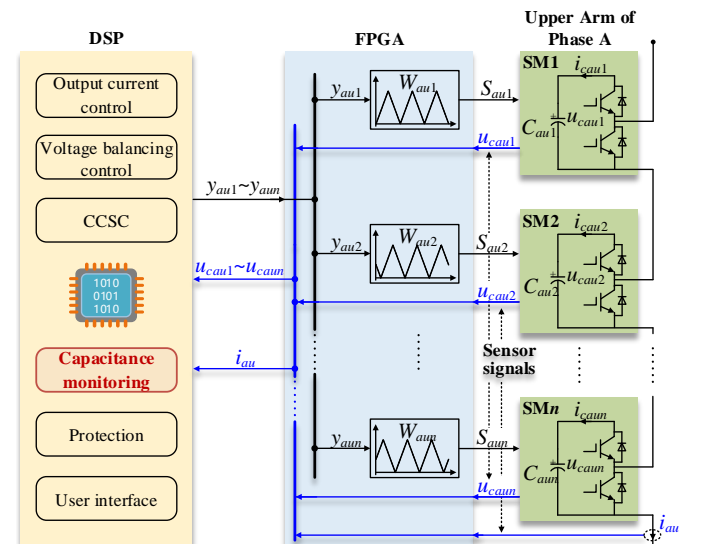 DSP
FPGA
Upper Arm of
Phase A
Output current
control
Voltage balancing
control
CCSC
1010
0101
1010
Capacitance
monitoring
Protection
User interface
y_au1~y_aun
u_cau1~u_caun
i_au
y_au1
W_au1
S_au1
u_cau1
SM1
i_cau1
C_au1
+
u_cau1
y_au2
W_au2
S_au2
u_cau2
SM2
i_cau2
C_au2
+
u_cau2
Sensor
signals
y_aun
W_aun
S_aun
u_caun
SMn
i_caun
C_aun
+
u_caun
i_au